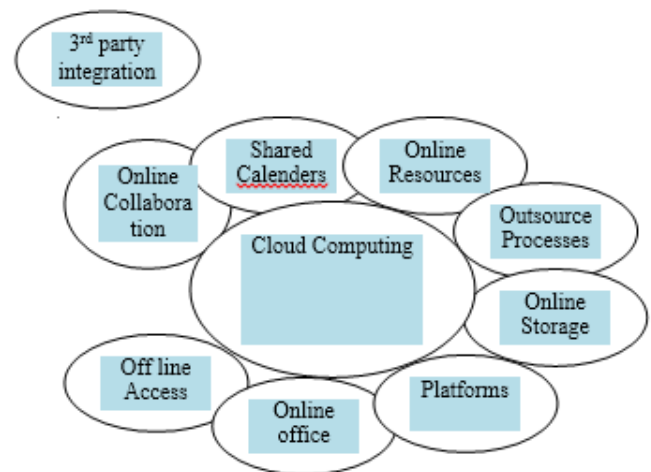 3rd party
integration
Shared
Calenders
Online
Resources
Online
Collabora
tion
Outsource
Processes
Cloud Computing
Online
Storage
Off line
Access
Platforms
Online
office